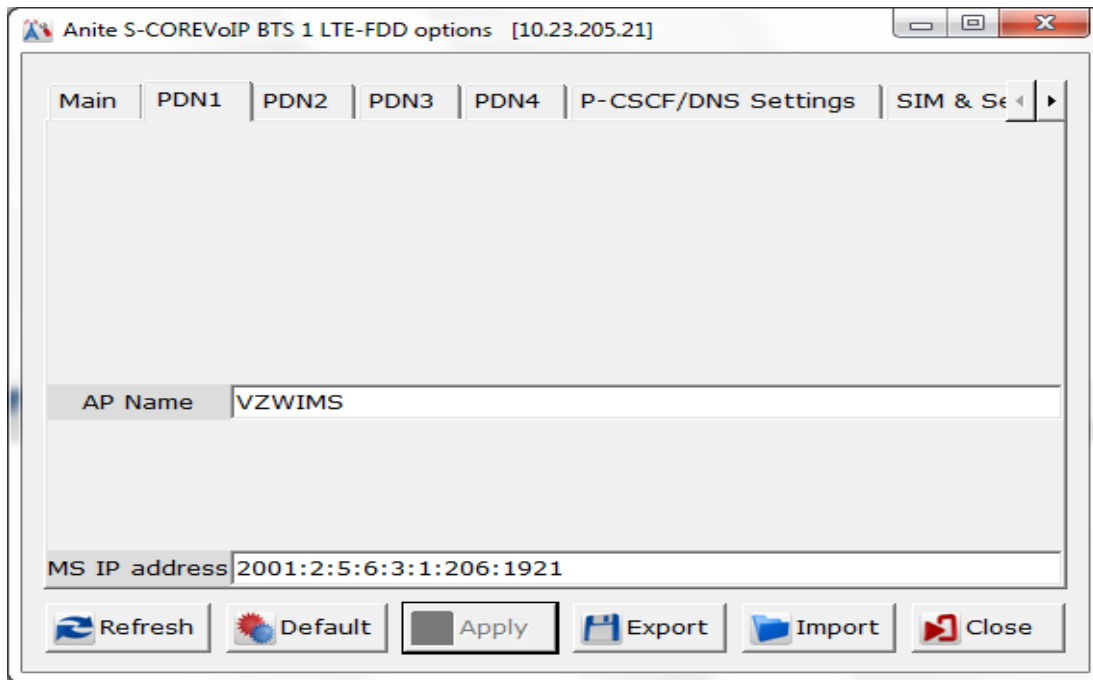 Anite S-COREVoIP BTS 1 LTE-FDD options [10.23.205.21]
Main PDN1 PDN2 PDN3 PDN4 P-CSCF/DNS Settings SIM & Se
AP Name VZWIMS
MS IP address 2001:2:5:6:3:1:206:1921
Refresh Default Apply Export Import Close